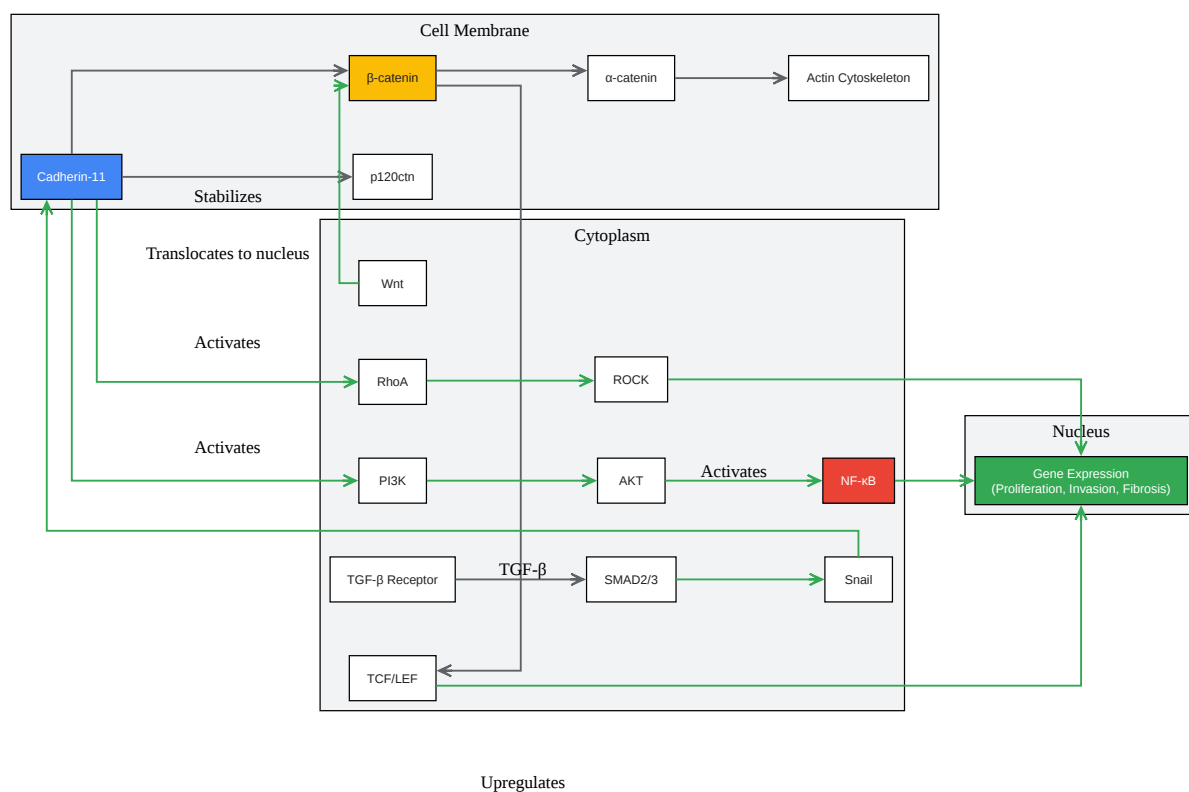 Cell Membrane
β-catenin
α-catenin
Actin Cytoskeleton
Cadherin-11
p120ctn
Stabilizes
Cytoplasm
Translocates to nucleus
Wnt
Activates
RhoA
ROCK
Nucleus
Activates
PI3K
AKT
Activates
NF-κB
Gene Expression
(Proliferation, Invasion, Fibrosis)
TGF-β Receptor
TGF-β
SMAD2/3
Snail
TCF/LEF
Upregulates